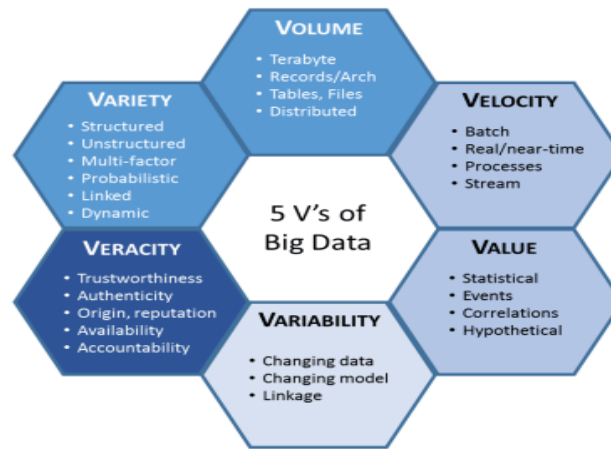 VOLUME
• Terabyte
• Records/Arch
• Tables, Files
• Distributed
VARIETY
• Structured
• Unstructured
• Multi-factor
• Probabilistic
• Linked
• Dynamic
VELOCITY
• Batch
• Real/near-time
• Processes
• Stream
5 V's of
Big Data
VERACITY
• Trustworthiness
• Authenticity
• Origin, reputation
• Availability
• Accountability
VALUE
• Statistical
• Events
• Correlations
• Hypothetical
VARIABILITY
• Changing data
• Changing model
• Linkage